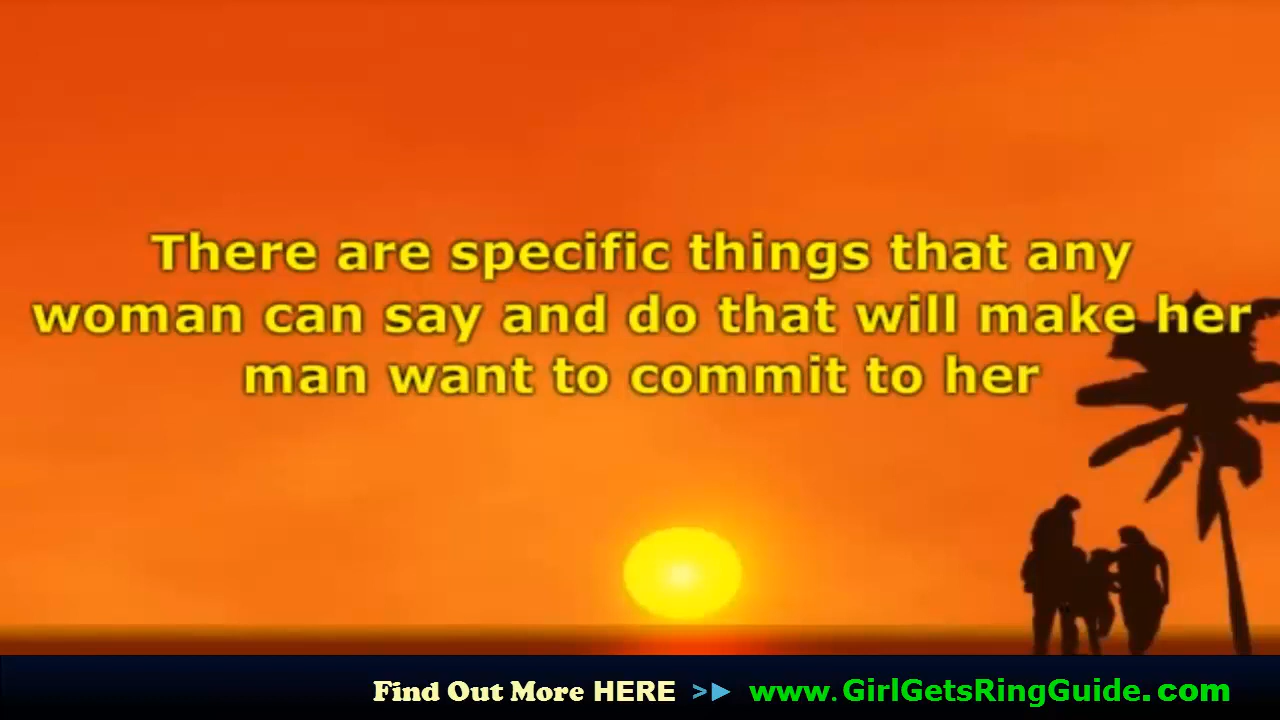 There are specific things that any
woman can say and do that will make her
man want to commit to her
Find Out More HERE >► www.GirlGetsRingGuide.com